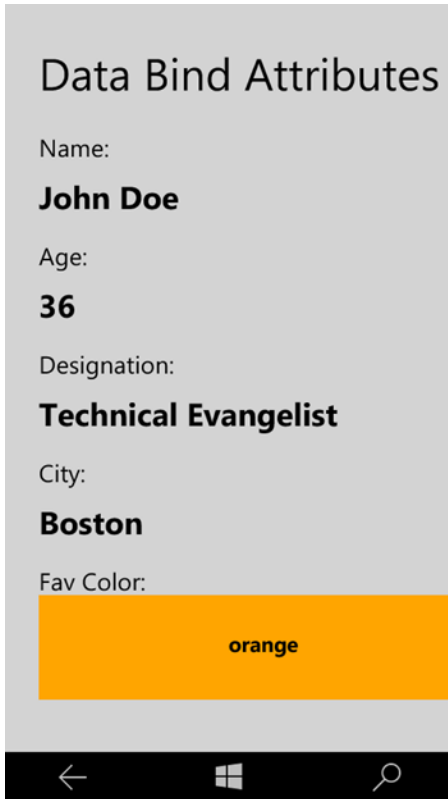 Data Bind Attributes
Name:
John Doe
Age:
36
Designation:
Technical Evangelist
City:
Boston
Fav Color:
orange